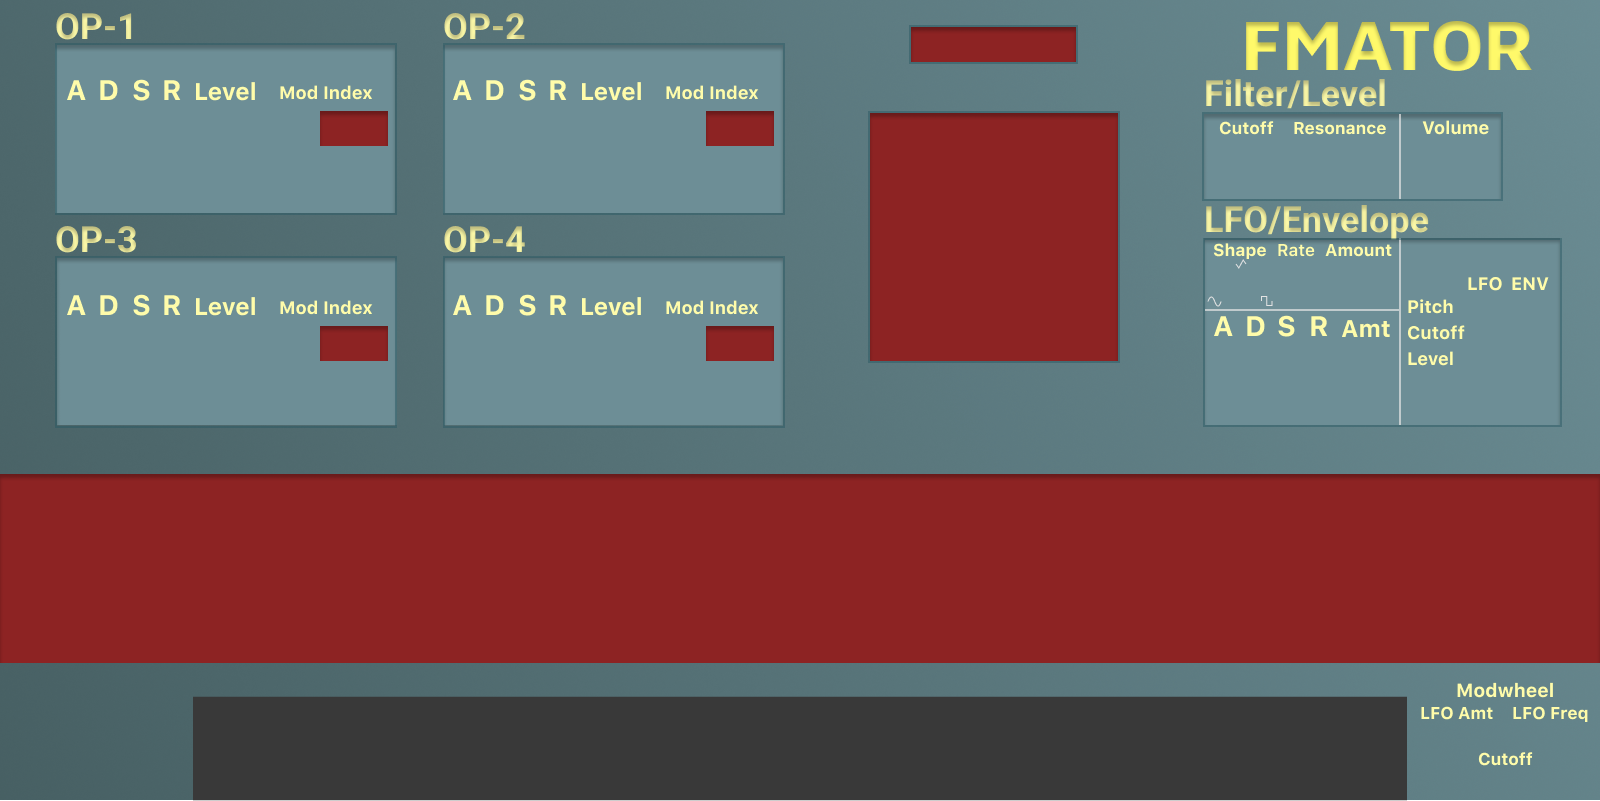 OP-1
A D S R Level Mod Index
OP-2
A D S R Level Mod Index
OP-3
A D S R Level Mod Index
OP-4
A D S R Level Mod Index
FMATOR
Filter/Level
Cutoff Resonance Volume
LFO/Envelope
Shape Rate Amount
A D S R Amt
LFO ENV
Pitch
Cutoff
Level
Modwheel
LFO Amt LFO Freq
Cutoff